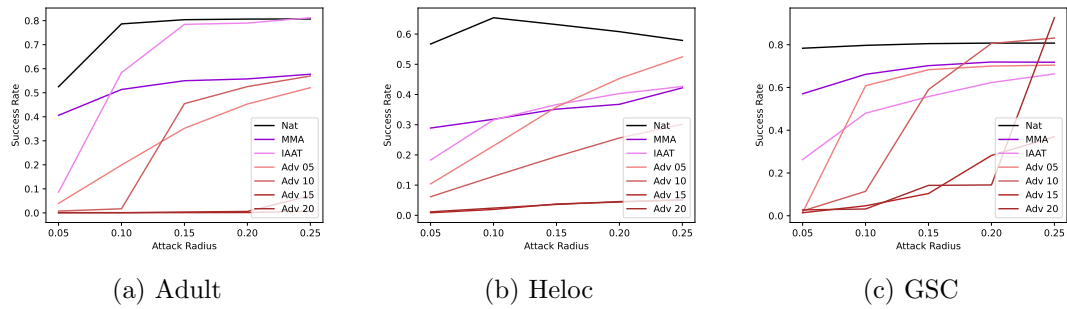 Success Rate
0.8
0.7
0.6
0.5
0.4
0.3
0.2
0.1
0.0
Nat
MMA
IAAT
Adv 05
Adv 10
Adv 15
Adv 20
0.05 0.10 0.15 0.20 0.25
Attack Radius
(a) Adult
Success Rate
0.6
0.5
0.4
0.3
0.2
0.1
0.0
Nat
MMA
IAAT
Adv 05
Adv 10
Adv 15
Adv 20
0.05 0.10 0.15 0.20 0.25
Attack Radius
(b) Heloc
Success Rate
0.8
0.6
0.4
0.2
0.0
Nat
MMA
IAAT
Adv 05
Adv 10
Adv 15
Adv 20
0.05 0.10 0.15 0.20 0.25
Attack Radius
(c) GSC